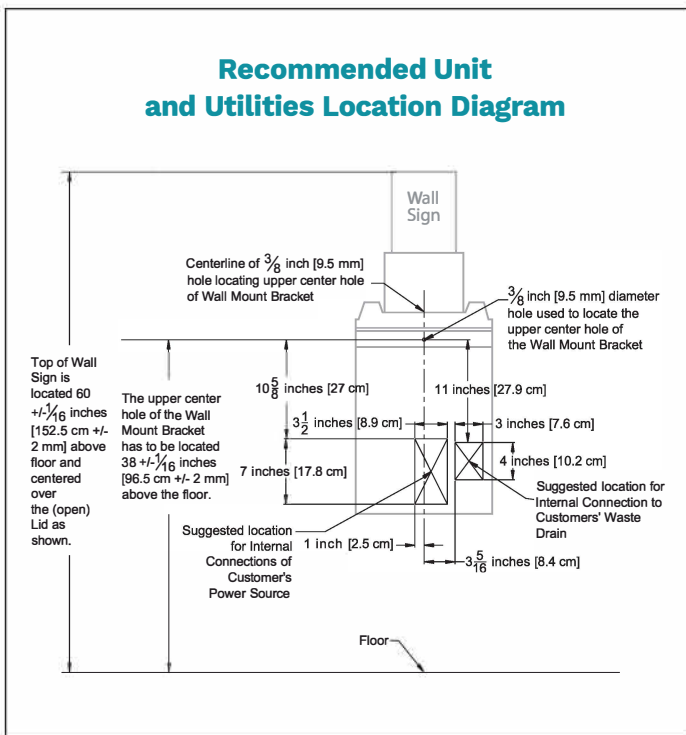 Recommended Unit
and Utilities Location Diagram
Wall
Sign
Centerline of 3/8 inch [9.5 mm]
hole locating upper center hole
of Wall Mount Bracket
3/8 inch [9.5 mm] diameter
hole used to locate the
upper center hole of
the Wall Mount Bracket
Top of Wall
Sign is
located 60
+/-1/16 inches
[152.5 cm +/-
2 mm] above
floor and
centered
over
the (open)
Lid as
shown.
The upper center
hole of the Wall
Mount Bracket
has to be located
38 +/-1/16 inches
[96.5 cm +/- 2 mm]
above the floor.
10 5/8 inches [27 cm]
11 inches [27.9 cm]
3 1/2 inches [8.9 cm]
3 inches [7.6 cm]
7 inches [17.8 cm]
4 inches [10.2 cm]
Suggested location for
Internal Connection to
Customers' Waste
Drain
Suggested location
for Internal
Connections of
Customer's
Power Source
1 inch [2.5 cm]
3 5/16 inches [8.4 cm]
Floor